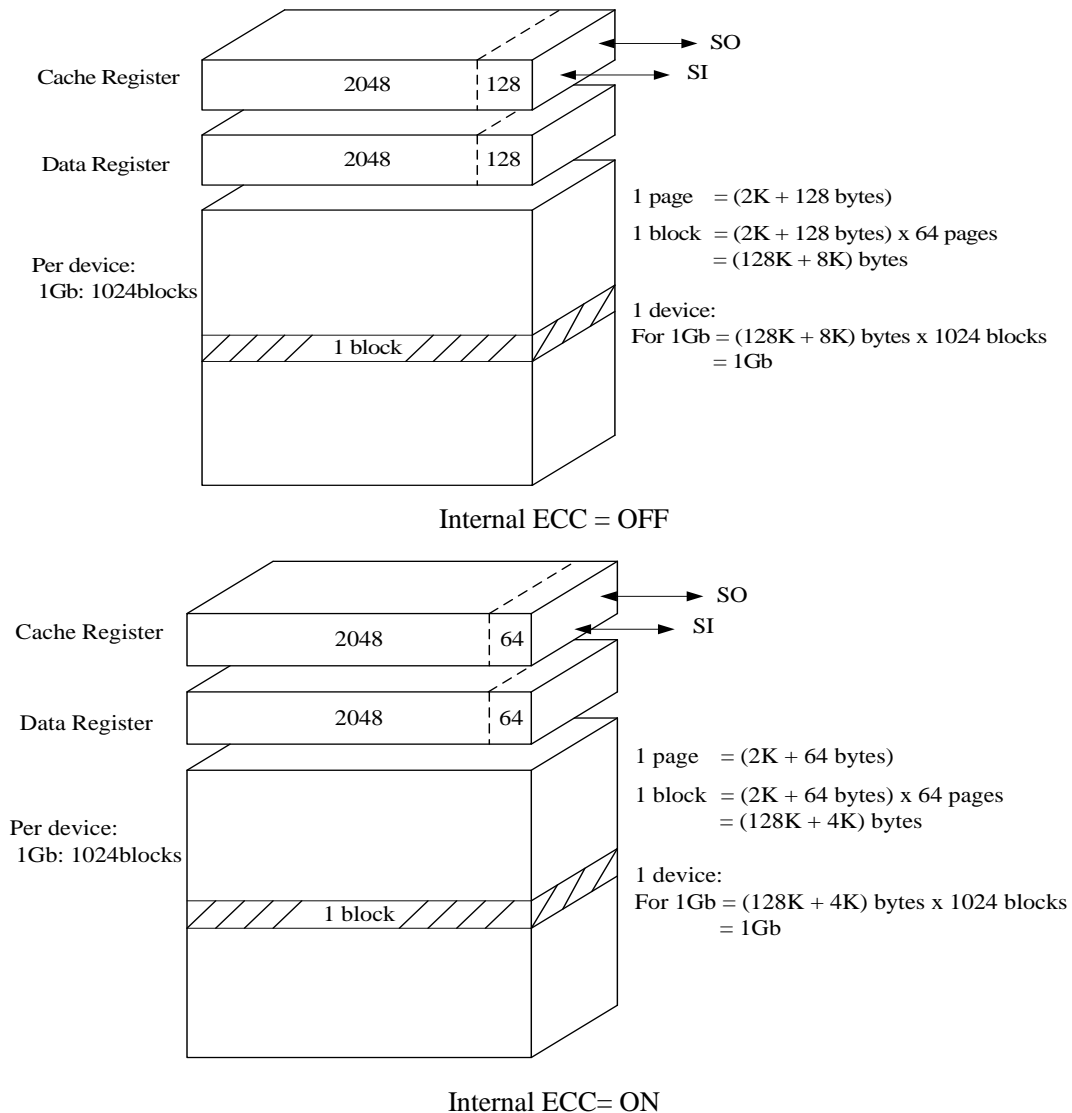 SO
SI
Cache Register
2048
128
Data Register
2048
128
1 page = (2K + 128 bytes)
1 block = (2K + 128 bytes) x 64 pages
= (128K + 8K) bytes
Per device:
1Gb: 1024blocks
1 device:
For 1Gb = (128K + 8K) bytes x 1024 blocks
= 1Gb
1 block
Internal ECC = OFF
SO
SI
Cache Register
2048
64
Data Register
2048
64
1 page = (2K + 64 bytes)
1 block = (2K + 64 bytes) x 64 pages
= (128K + 4K) bytes
Per device:
1Gb: 1024blocks
1 device:
For 1Gb = (128K + 4K) bytes x 1024 blocks
= 1Gb
1 block
Internal ECC= ON